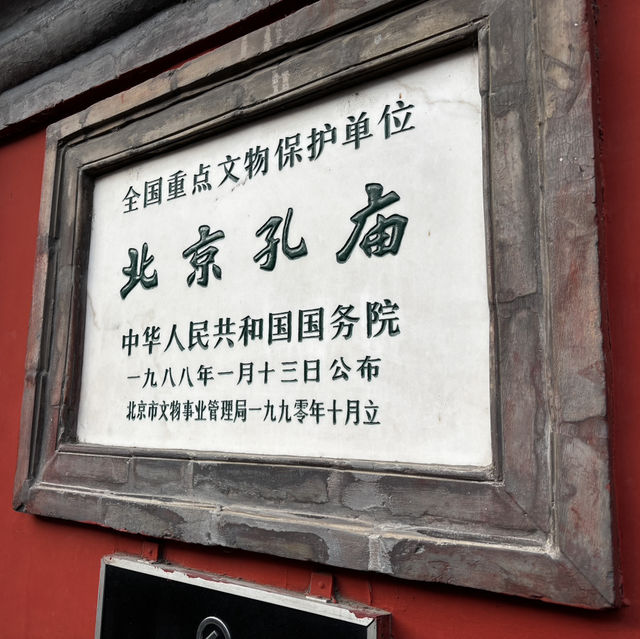 全国重点文物保护单位
北京孔庙
中华人民共和国国务院
一九八八年一月十三日公布
北京市文物事业管理局一九九零年十月立